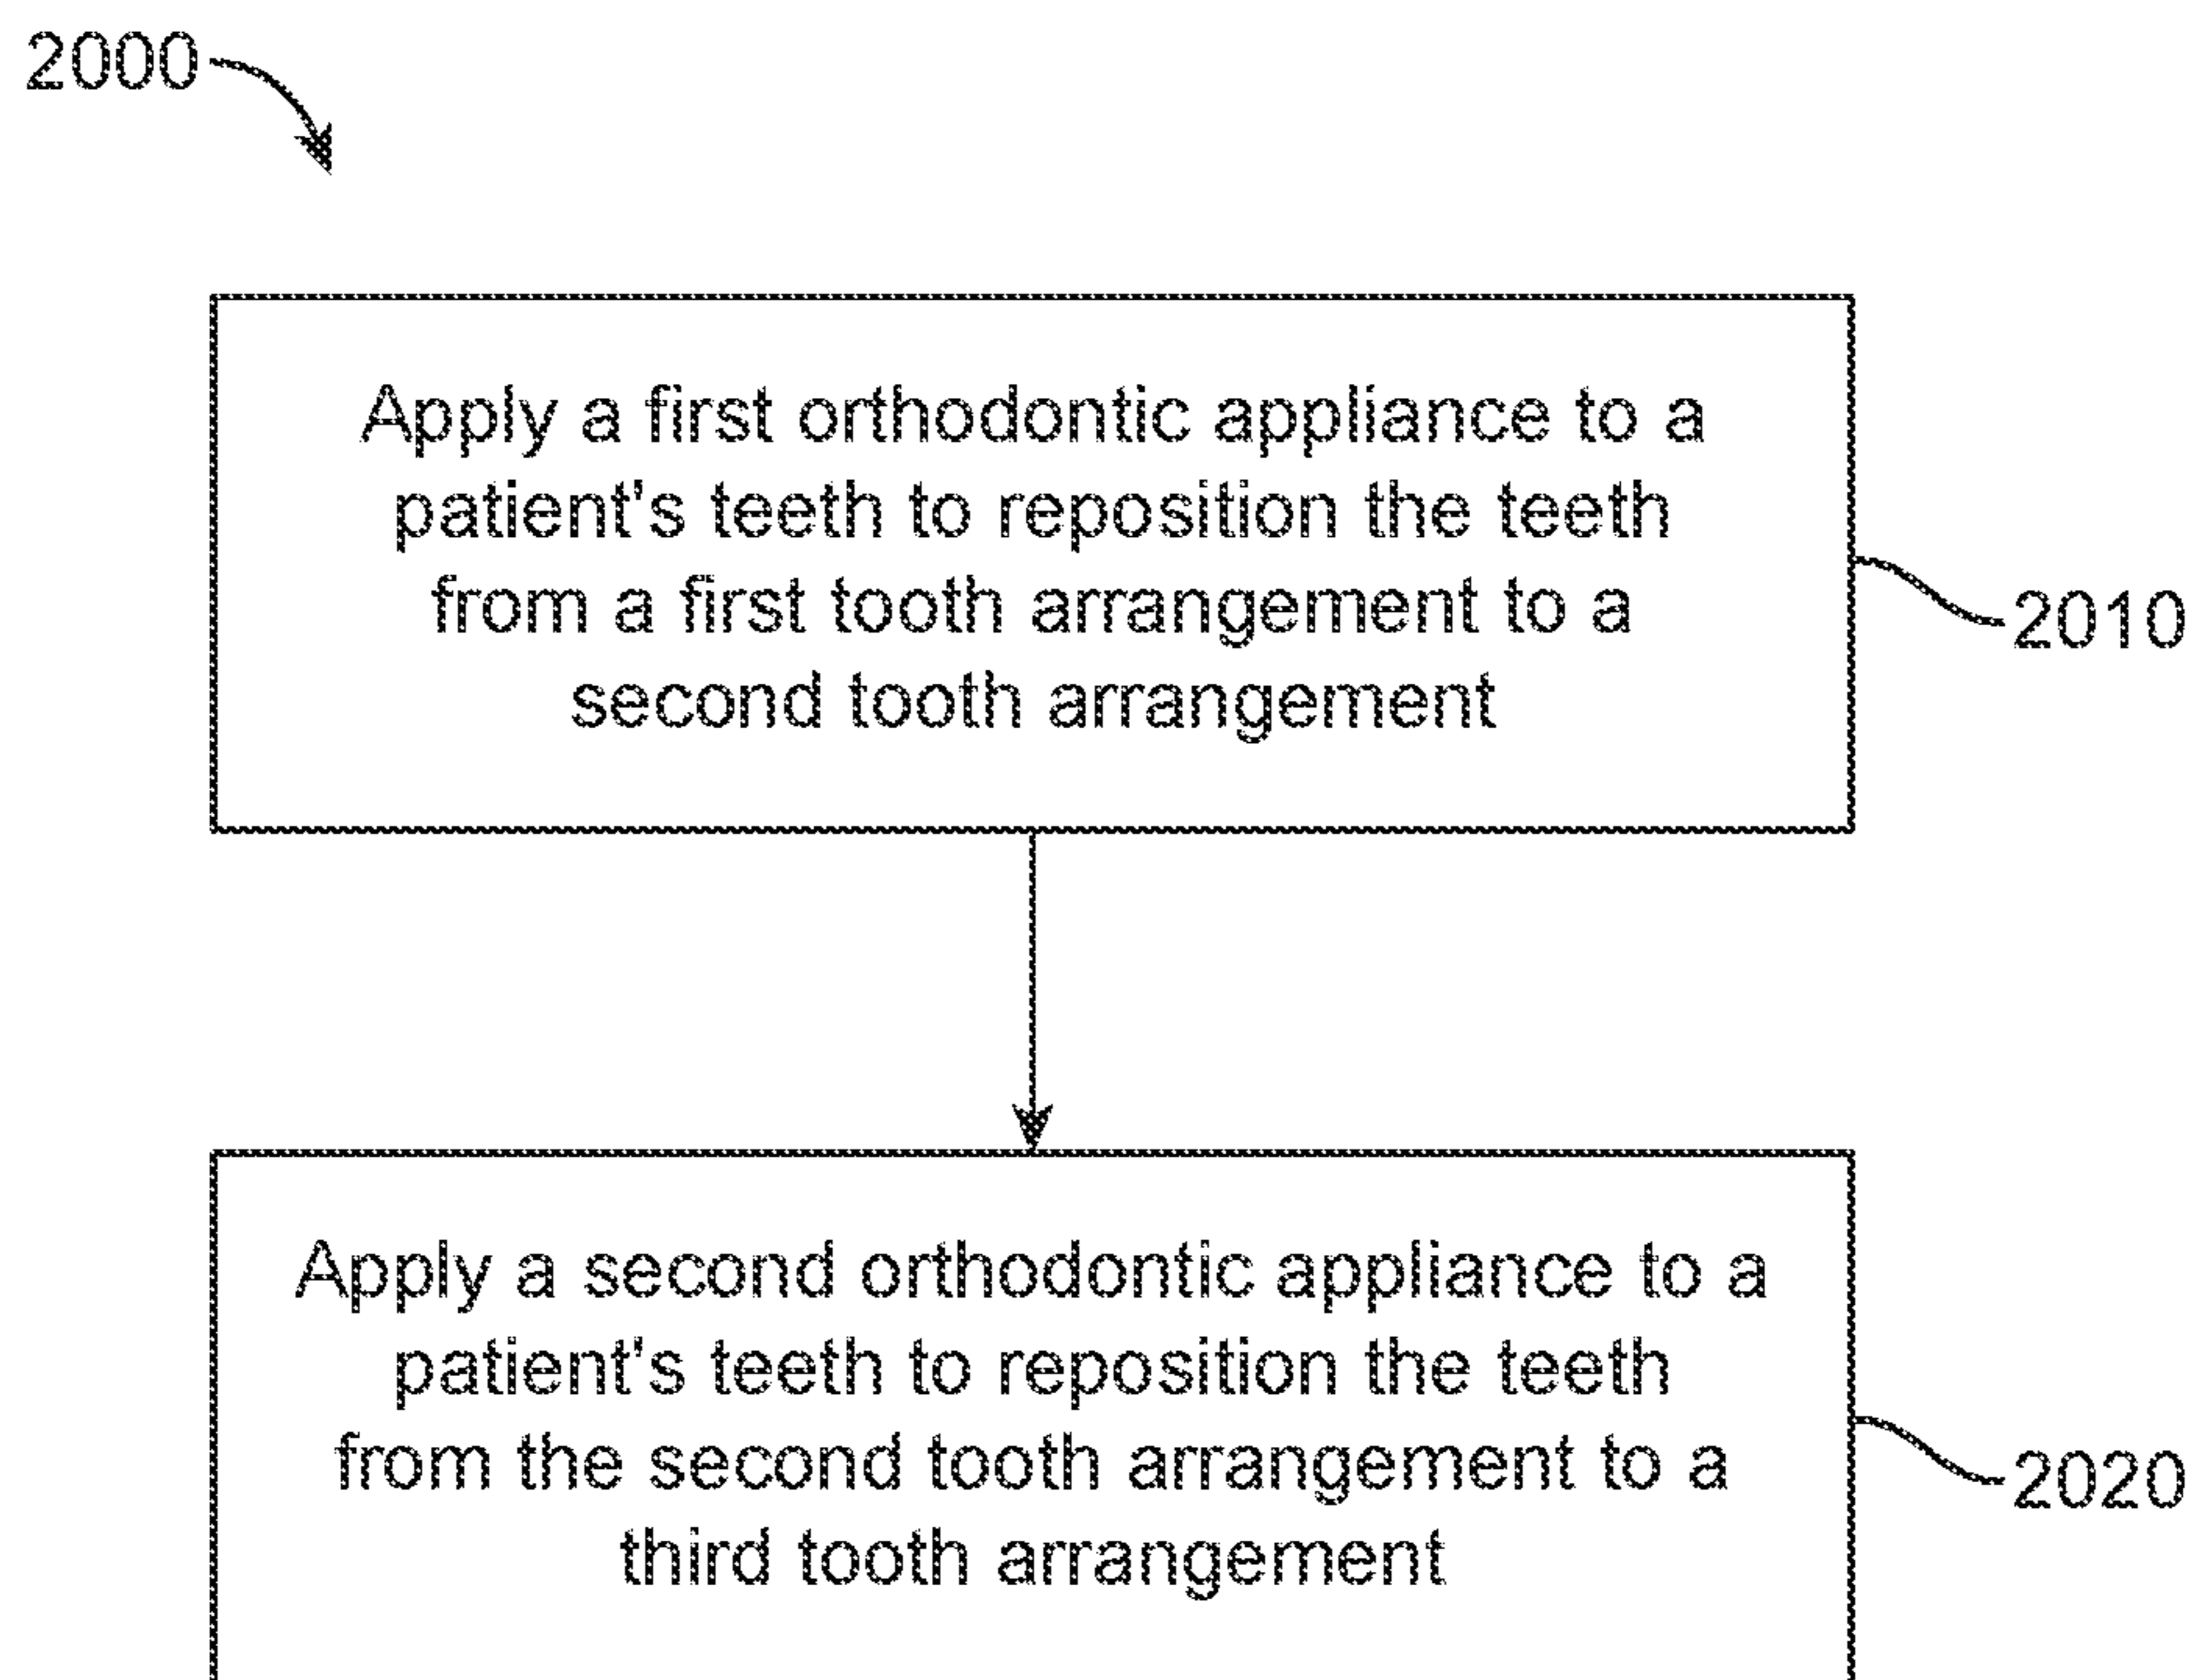 2000
Apply a first orthodontic appliance to a
patient's teeth to reposition the teeth
from a first tooth arrangement to a
second tooth arrangement
2010
Apply a second orthodontic appliance to a
patient's teeth to reposition the teeth
from the second tooth arrangement to a
third tooth arrangement
2020